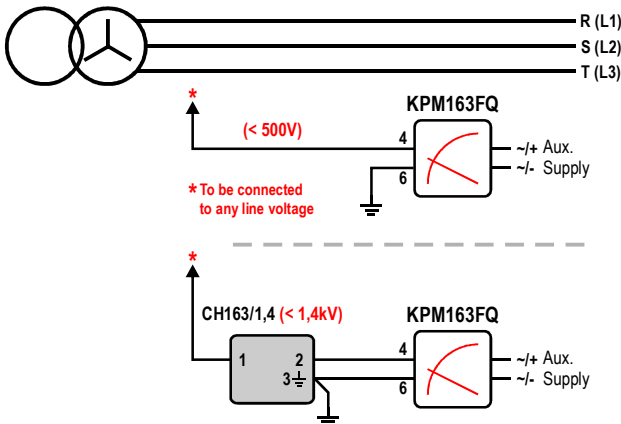 R (L1)
S (L2)
T (L3)
*
KPM163FQ
(< 500V)
4
~/+ Aux.
6
~/- Supply
* To be connected
to any line voltage
*
CH163/1,4 (< 1,4kV)
KPM163FQ
1
2
4
~/+ Aux.
3
6
~/- Supply